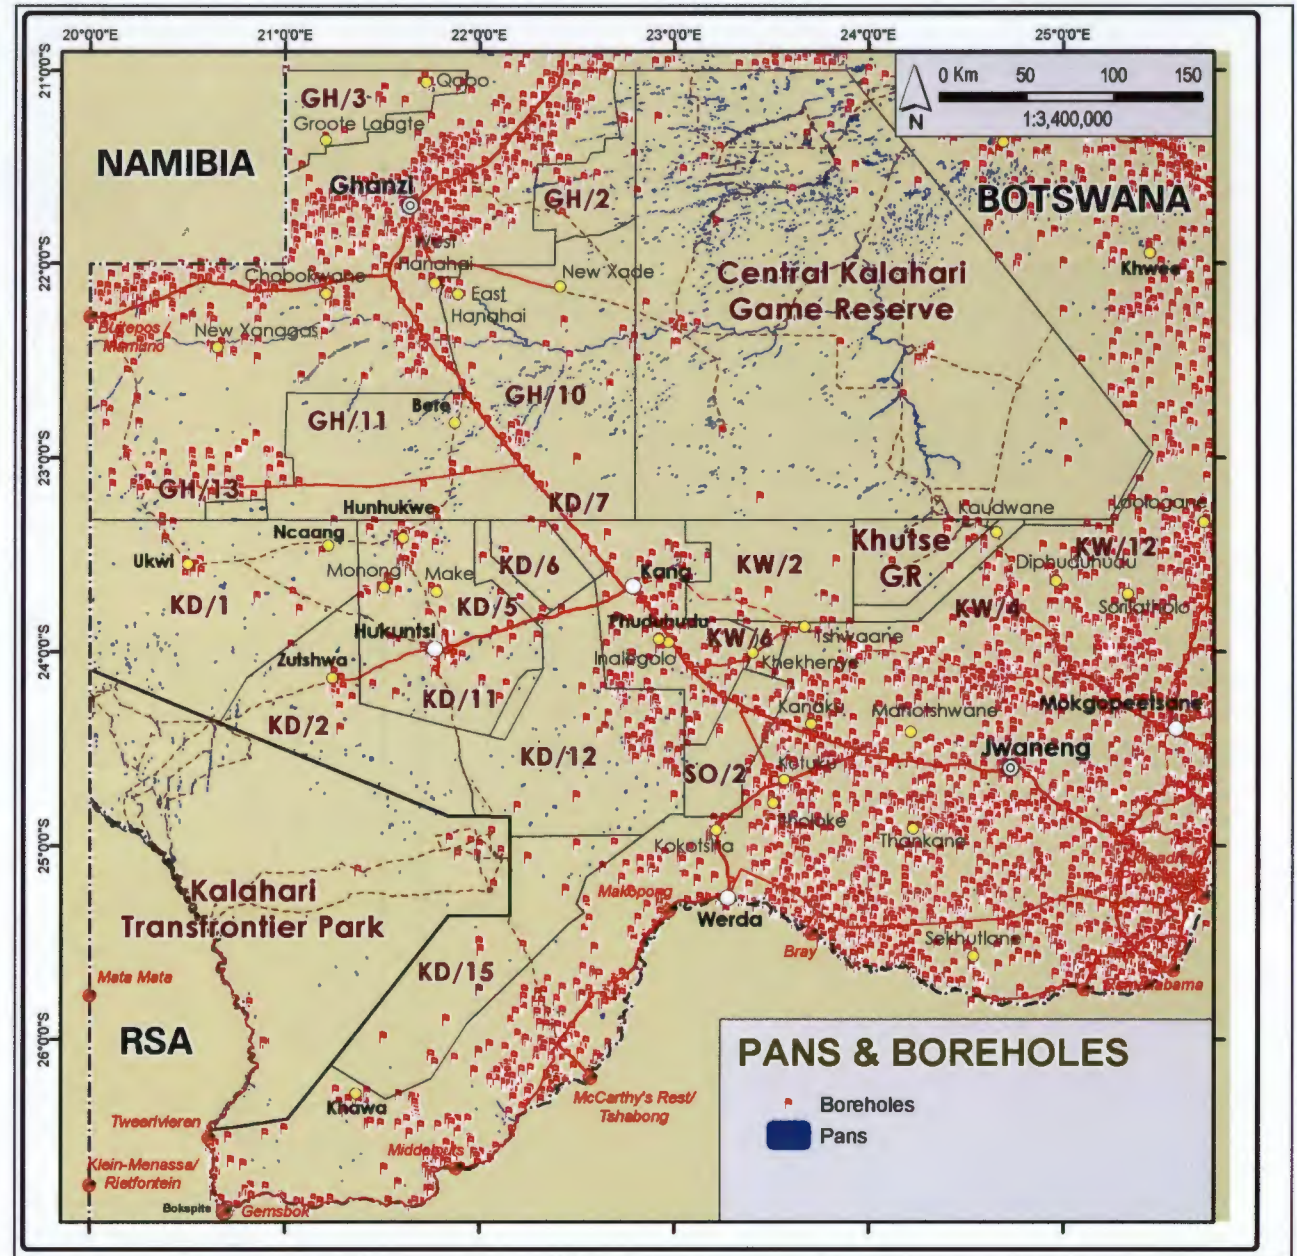 20°0'0"E 21°0'0"E 22°0'0"E 23°0'0"E 24°0'0"E 25°0'0"E
21°0'0"S
22°0'0"S
23°0'0"S
24°0'0"S
25°0'0"S
26°0'0"S
0 Km 50 100 150
1:3,400,000
N
Qabo
GH/3
Groote Laagte
NAMIBIA
Ghanzi
GH/2
BOTSWANA
West
Hanahei
Chobokwane
New Xade
Central Kalahari
Game Reserve
Khwee
East
Hanahai
New Xanagas
Mamuno
GH/10
Bere
GH/11
GH/13
KD/7
Hunhukwe
Kaudwane
Ncaang
Khutse
GR
KW/12
Ukwi
KD/6
Kang
KW/2
Diphuduhudu
Monong
Make
KD/1
KD/5
KW/4
Sorilatholo
Hukuntsi
Phuduhudu
KW/6
Tshwaane
Zutshwa
Inalegolo
Khekhenye
KD/11
KD/2
Kanaku
Mahotshwane
Mokgopeetsane
KD/12
Jwaneng
SO/2
Kotuku
Kokotsha
Thankane
Kalahari
Transfrontier Park
Makopong
Werda
Bray
Sekhutlane
KD/15
Mata Mata
Ramatlabama
RSA
PANS & BOREHOLES
Boreholes
Pans
Khawa
McCarthy's Rest/
Tshabong
Tweerivieren
Middelputs
Klein-Menassa/
Rietfontein
Bokspits
Gemsbok